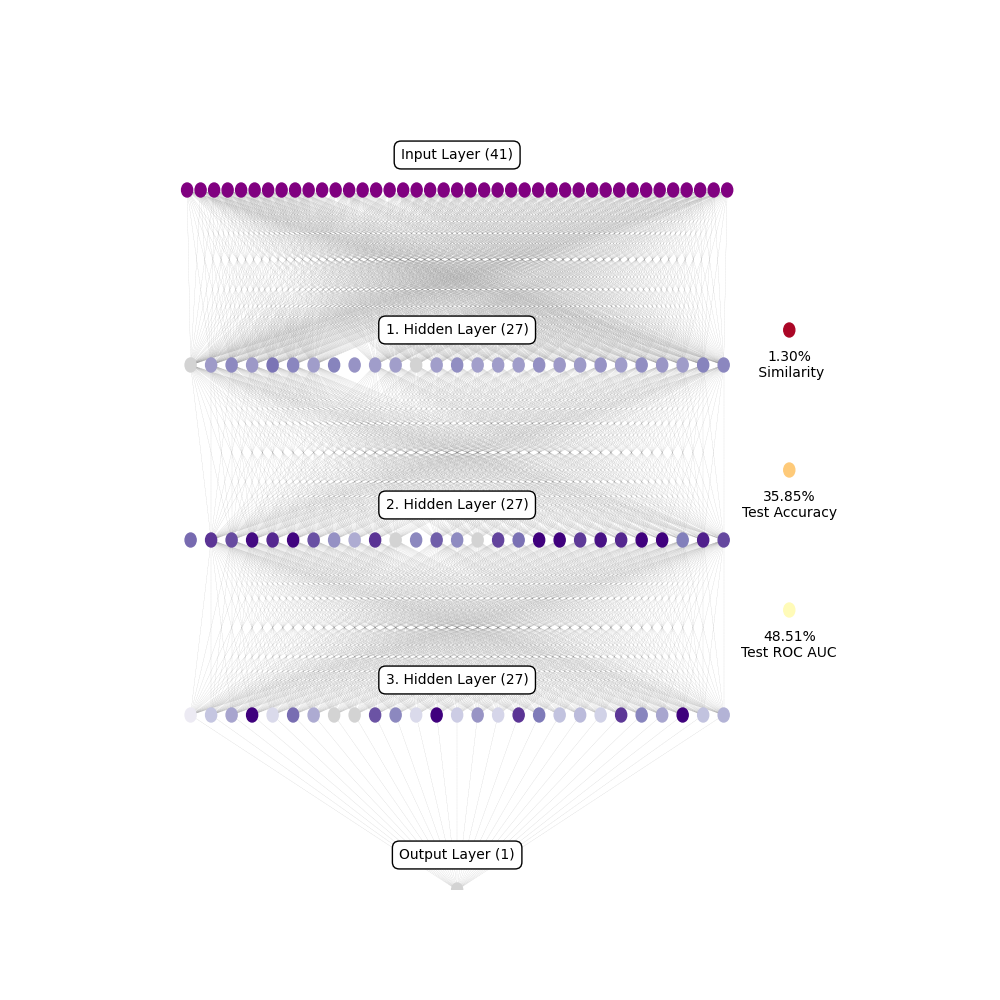 Input Layer (41)
1. Hidden Layer (27)
1.30%
Similarity
35.85%
Test Accuracy
2. Hidden Layer (27)
48.51%
Test ROC AUC
3. Hidden Layer (27)
Output Layer (1)